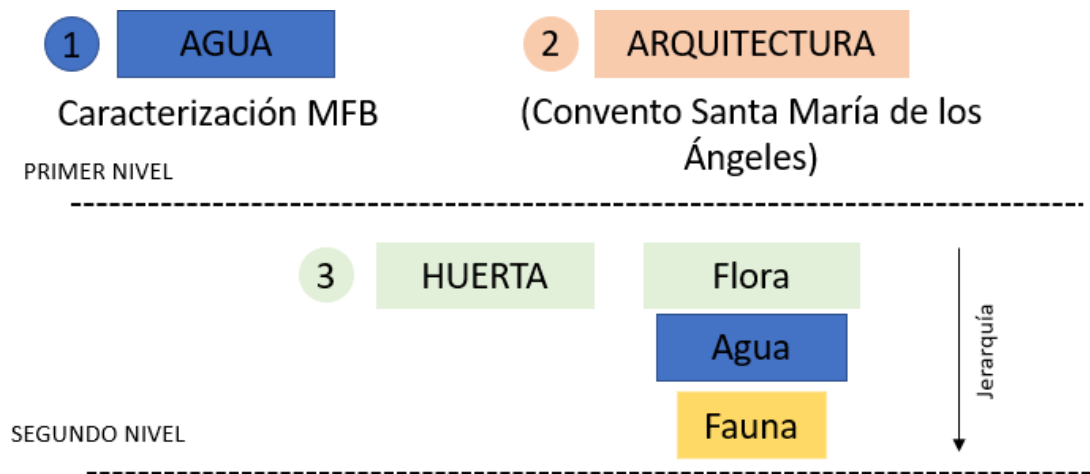 1 AGUA
2 ARQUITECTURA
Caracterización MFB
(Convento Santa María de los
Ángeles)
PRIMER NIVEL
3 HUERTA
Flora
Agua
Fauna
Jerarquía
SEGUNDO NIVEL